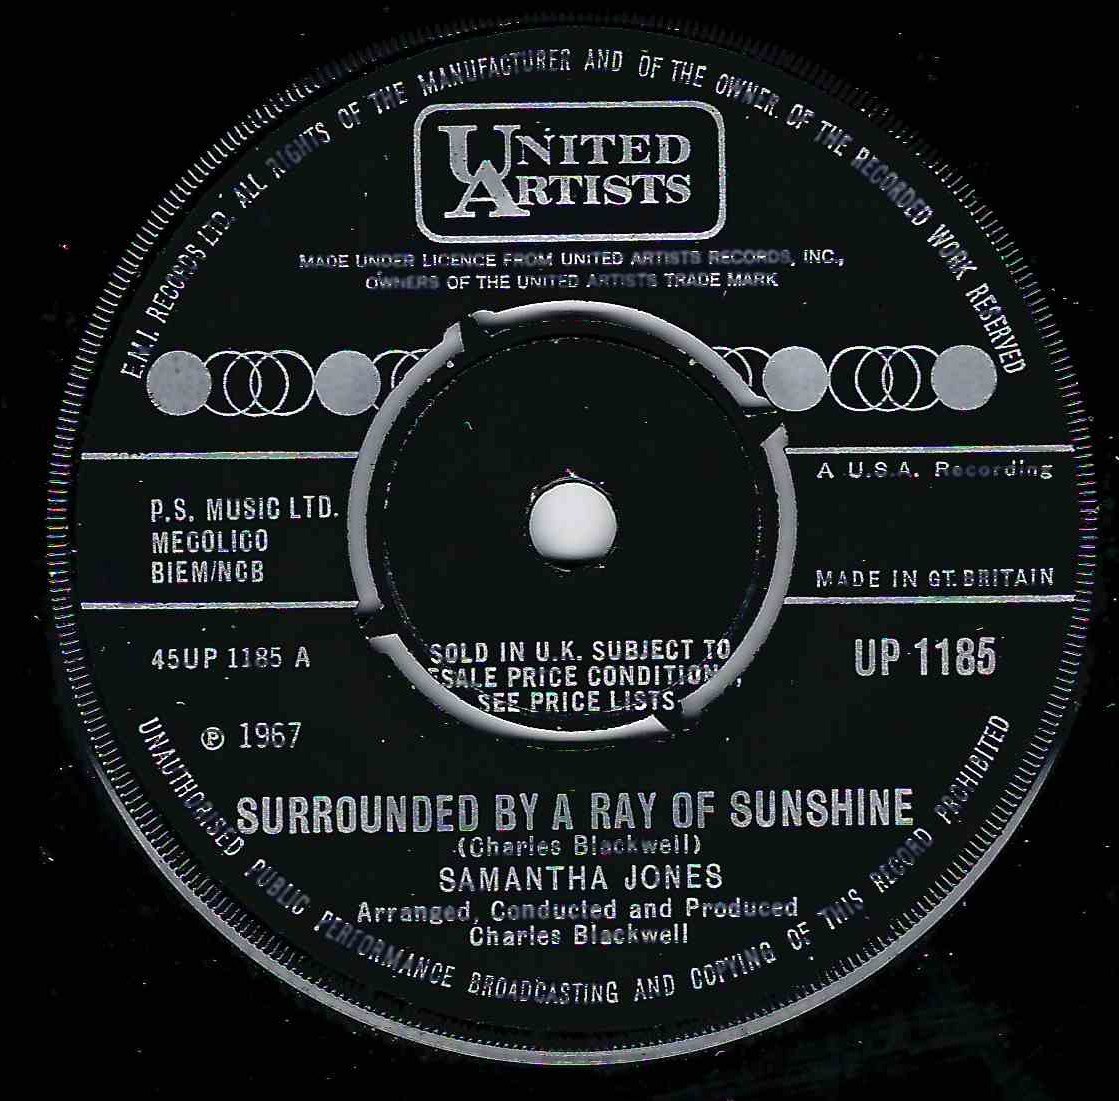 E.M.I. RECORDS LTD. ALL RIGHTS OF THE MANUFACTURER AND OF THE OWNER OF THE RECORDED WORK RESERVED
UNITED
ARTISTS
MADE UNDER LICENCE FROM UNITED ARTISTS RECORDS, INC.,
OWNERS OF THE UNITED ARTISTS TRADE MARK
A U.S.A. Recording
P.S. MUSIC LTD.
MECOLICO
BIEM/NCB
MADE IN GT. BRITAIN
SOLD IN U.K. SUBJECT TO
ESALE PRICE CONDITION,
SEE PRICE LISTS
45UP 1185 A
UP 1185
℗ 1967
SURROUNDED BY A RAY OF SUNSHINE
(Charles Blackwell)
SAMANTHA JONES
Arranged, Conducted and Produced
Charles Blackwell
UNAUTHORISED PUBLIC PERFORMANCE BROADCASTING AND COPYING OF THIS RECORD PROHIBITED